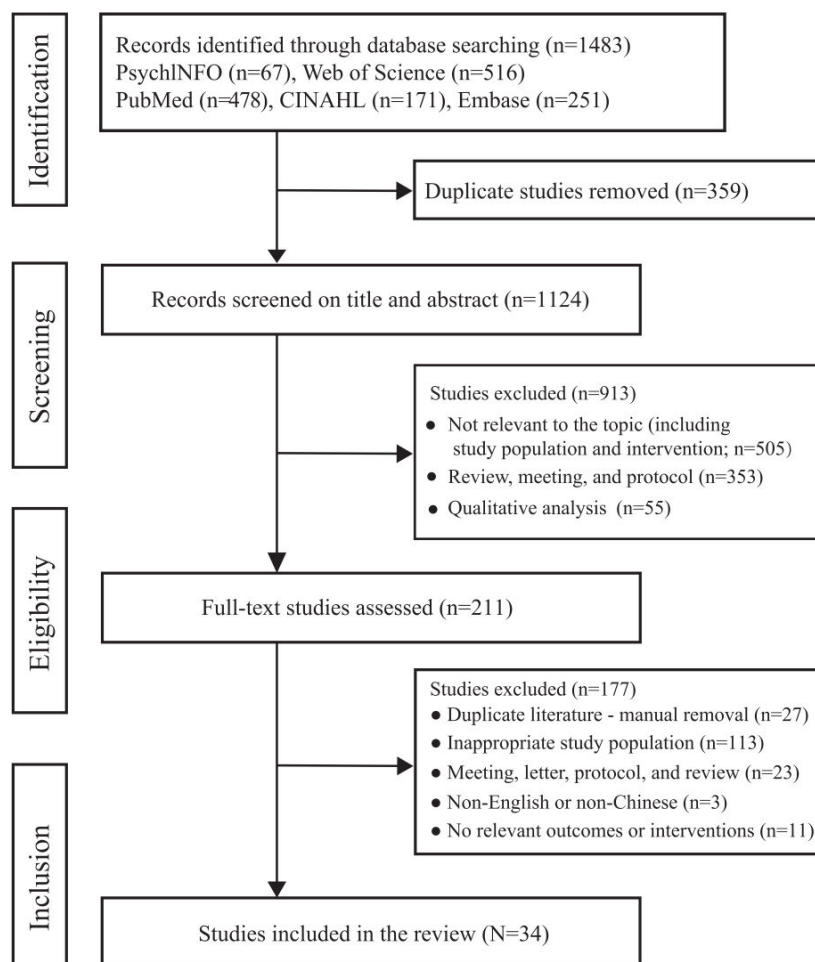 Identification
Records identified through database searching (n=1483)
PsychlNFO (n=67), Web of Science (n=516)
PubMed (n=478), CINAHL (n=171), Embase (n=251)
Duplicate studies removed (n=359)
Screening
Records screened on title and abstract (n=1124)
Studies excluded (n=913)
● Not relevant to the topic (including
study population and intervention; n=505)
● Review, meeting, and protocol (n=353)
● Qualitative analysis (n=55)
Eligibility
Full-text studies assessed (n=211)
Studies excluded (n=177)
● Duplicate literature - manual removal (n=27)
● Inappropriate study population (n=113)
● Meeting, letter, protocol, and review (n=23)
● Non-English or non-Chinese (n=3)
● No relevant outcomes or interventions (n=11)
Inclusion
Studies included in the review (N=34)